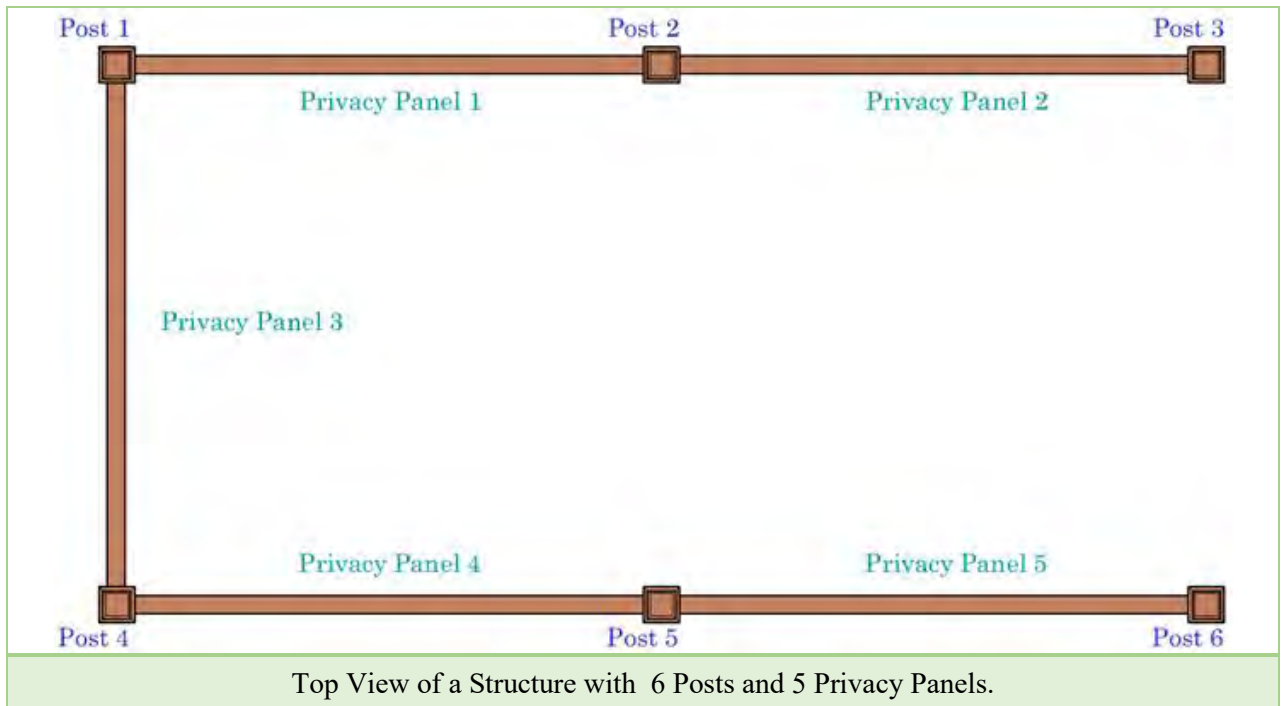 Post 1 Post 2 Post 3
Privacy Panel 1 Privacy Panel 2
Privacy Panel 3
Privacy Panel 4 Privacy Panel 5
Post 4 Post 5 Post 6
Top View of a Structure with 6 Posts and 5 Privacy Panels.